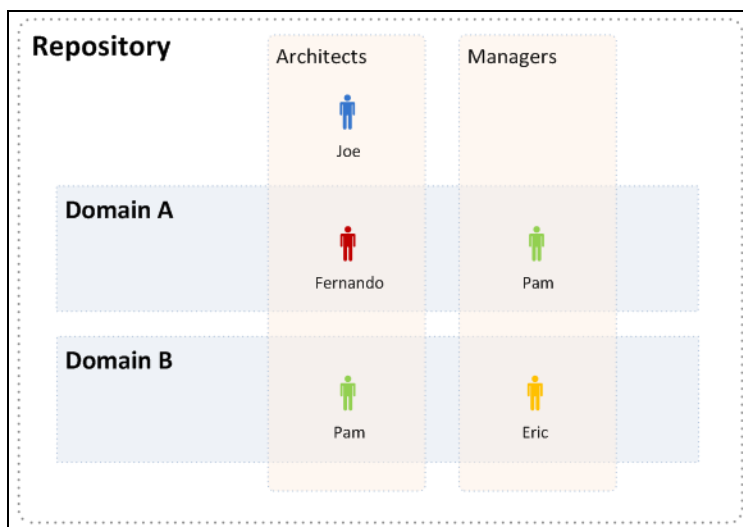 Repository
Architects
Managers
Joe
Domain A
Fernando
Pam
Domain B
Pam
Eric